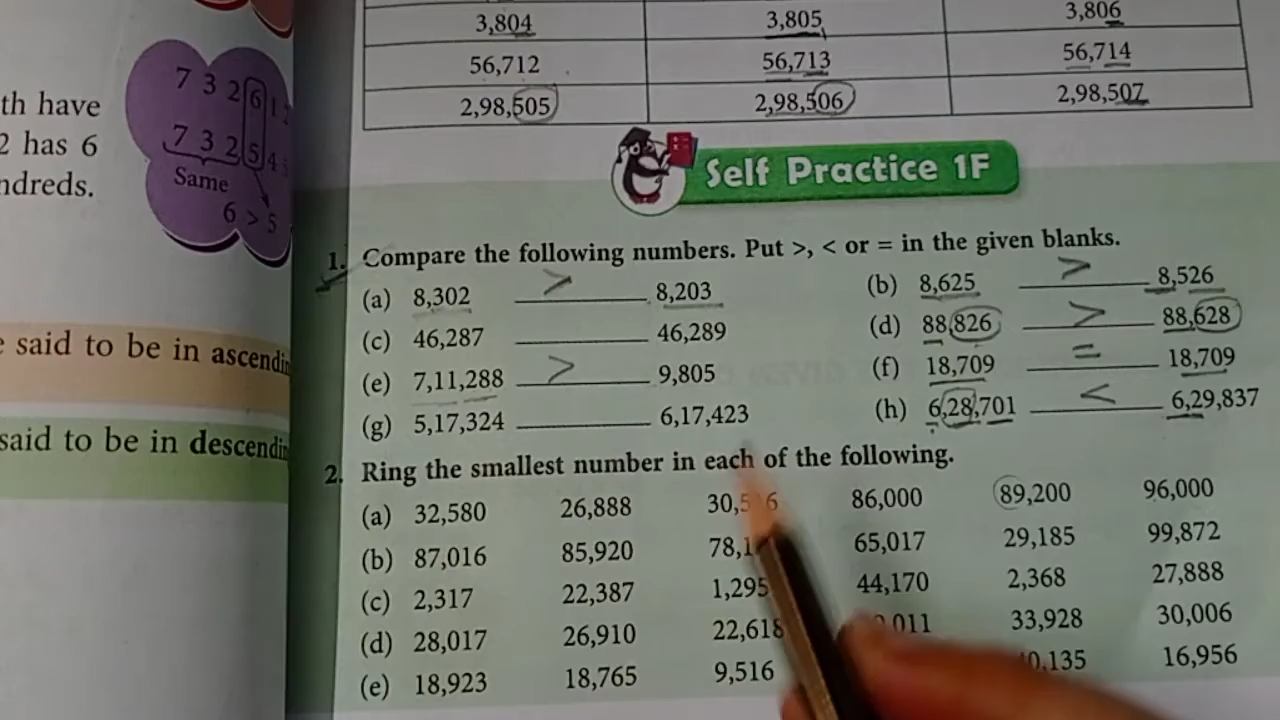 3,804 3,805 3,806
56,712 56,713 56,714
2,98,505 2,98,506 2,98,507
7 3 2 6 1
7 3 2 5 4
Same
6 > 5
th have
2 has 6
ndreds.
said to be in ascendin
said to be in descendin
Self Practice 1F
1. Compare the following numbers. Put >, < or = in the given blanks.
(a) 8,302 > 8,203 (b) 8,625 > 8,526
(c) 46,287 ______ 46,289 (d) 88,826 > 88,628
(e) 7,11,288 > 9,805 (f) 18,709 = 18,709
(g) 5,17,324 ______ 6,17,423 (h) 6,28,701 < 6,29,837
2. Ring the smallest number in each of the following.
(a) 32,580 26,888 86,000 89,200 96,000
(b) 87,016 85,920 65,017 29,185 99,872
(c) 2,317 22,387 1,295 44,170 2,368 27,888
(d) 28,017 26,910 22,618 33,928 30,006
(e) 18,923 18,765 9,516 16,956